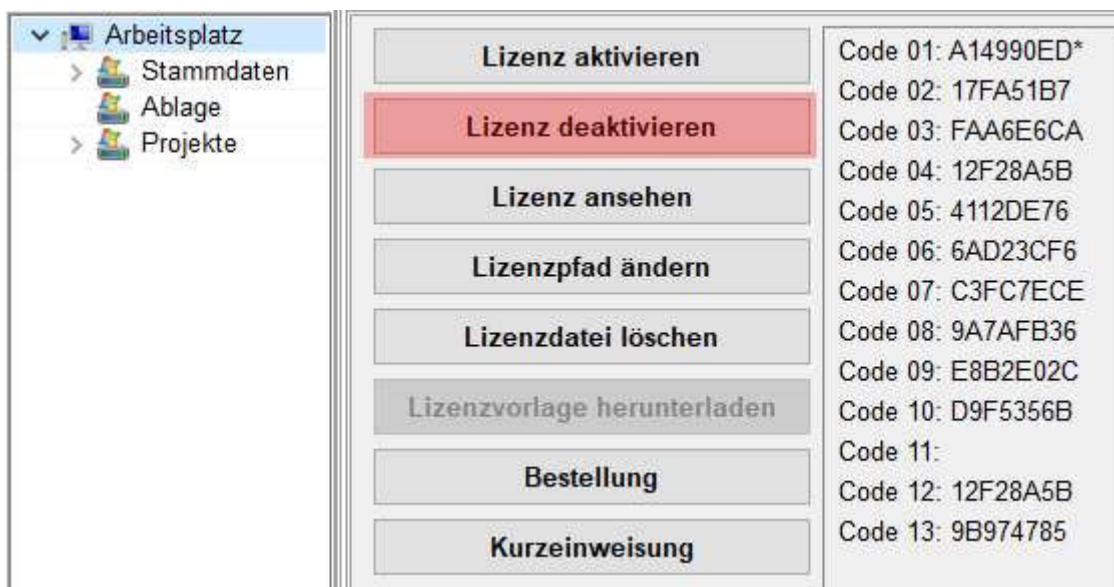 Arbeitsplatz
Stammdaten
Ablage
Projekte
Lizenz aktivieren
Lizenz deaktivieren
Lizenz ansehen
Lizenzpfad ändern
Lizenzdatei löschen
Lizenzvorlage herunterladen
Bestellung
Kurzeinweisung
Code 01: A14990ED*
Code 02: 17FA51B7
Code 03: FAA6E6CA
Code 04: 12F28A5B
Code 05: 4112DE76
Code 06: 6AD23CF6
Code 07: C3FC7ECE
Code 08: 9A7AFB36
Code 09: E8B2E02C
Code 10: D9F5356B
Code 11:
Code 12: 12F28A5B
Code 13: 9B974785